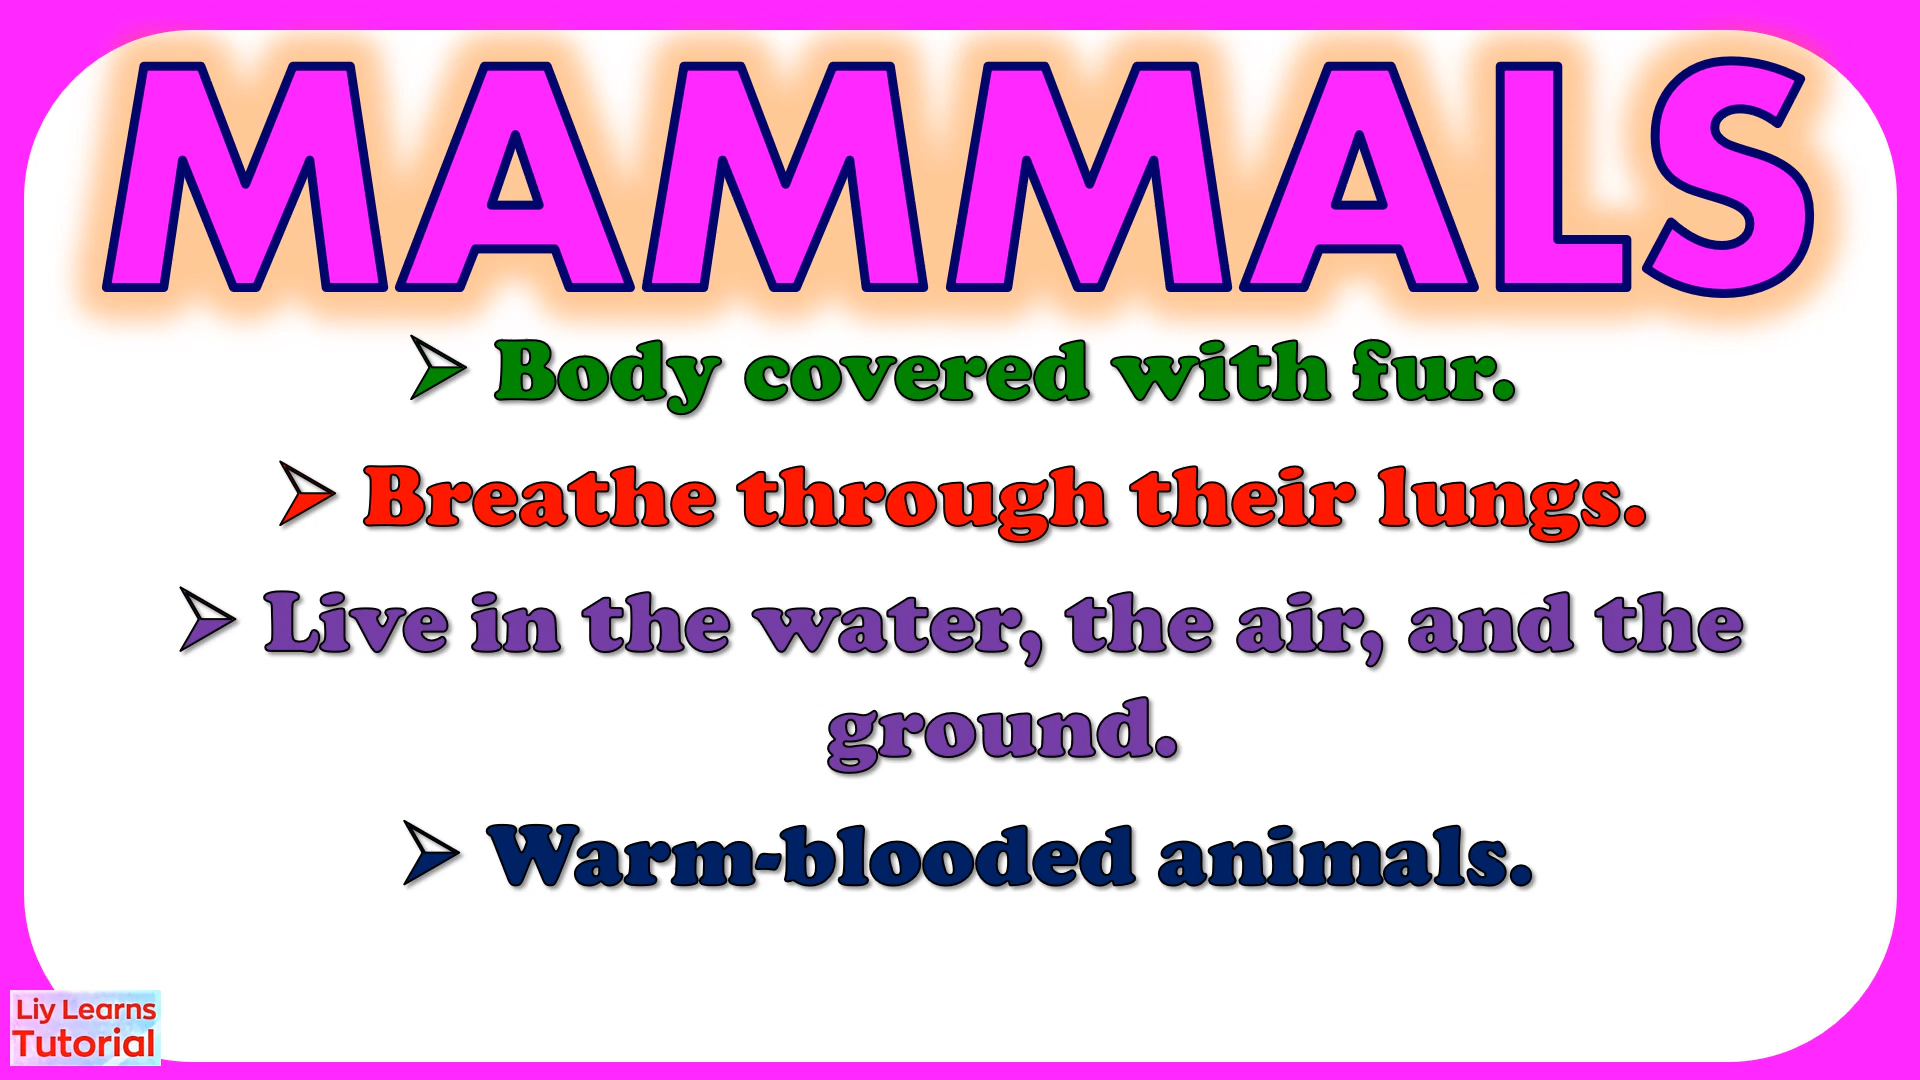 MAMMALS
➢ Body covered with fur.
➢ Breathe through their lungs.
➢ Live in the water, the air, and the
ground.
➢ Warm-blooded animals.
Liy Learns
Tutorial